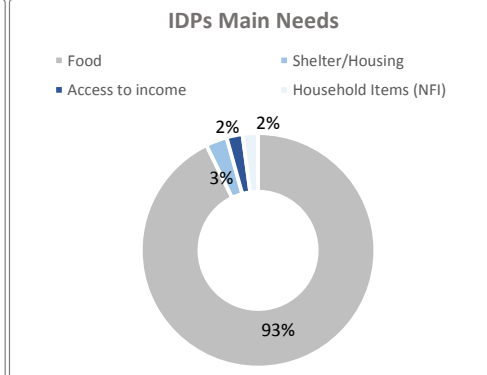 IDPs Main Needs
Food
Shelter/Housing
Access to income
Household Items (NFI)
2%
2%
3%
93%